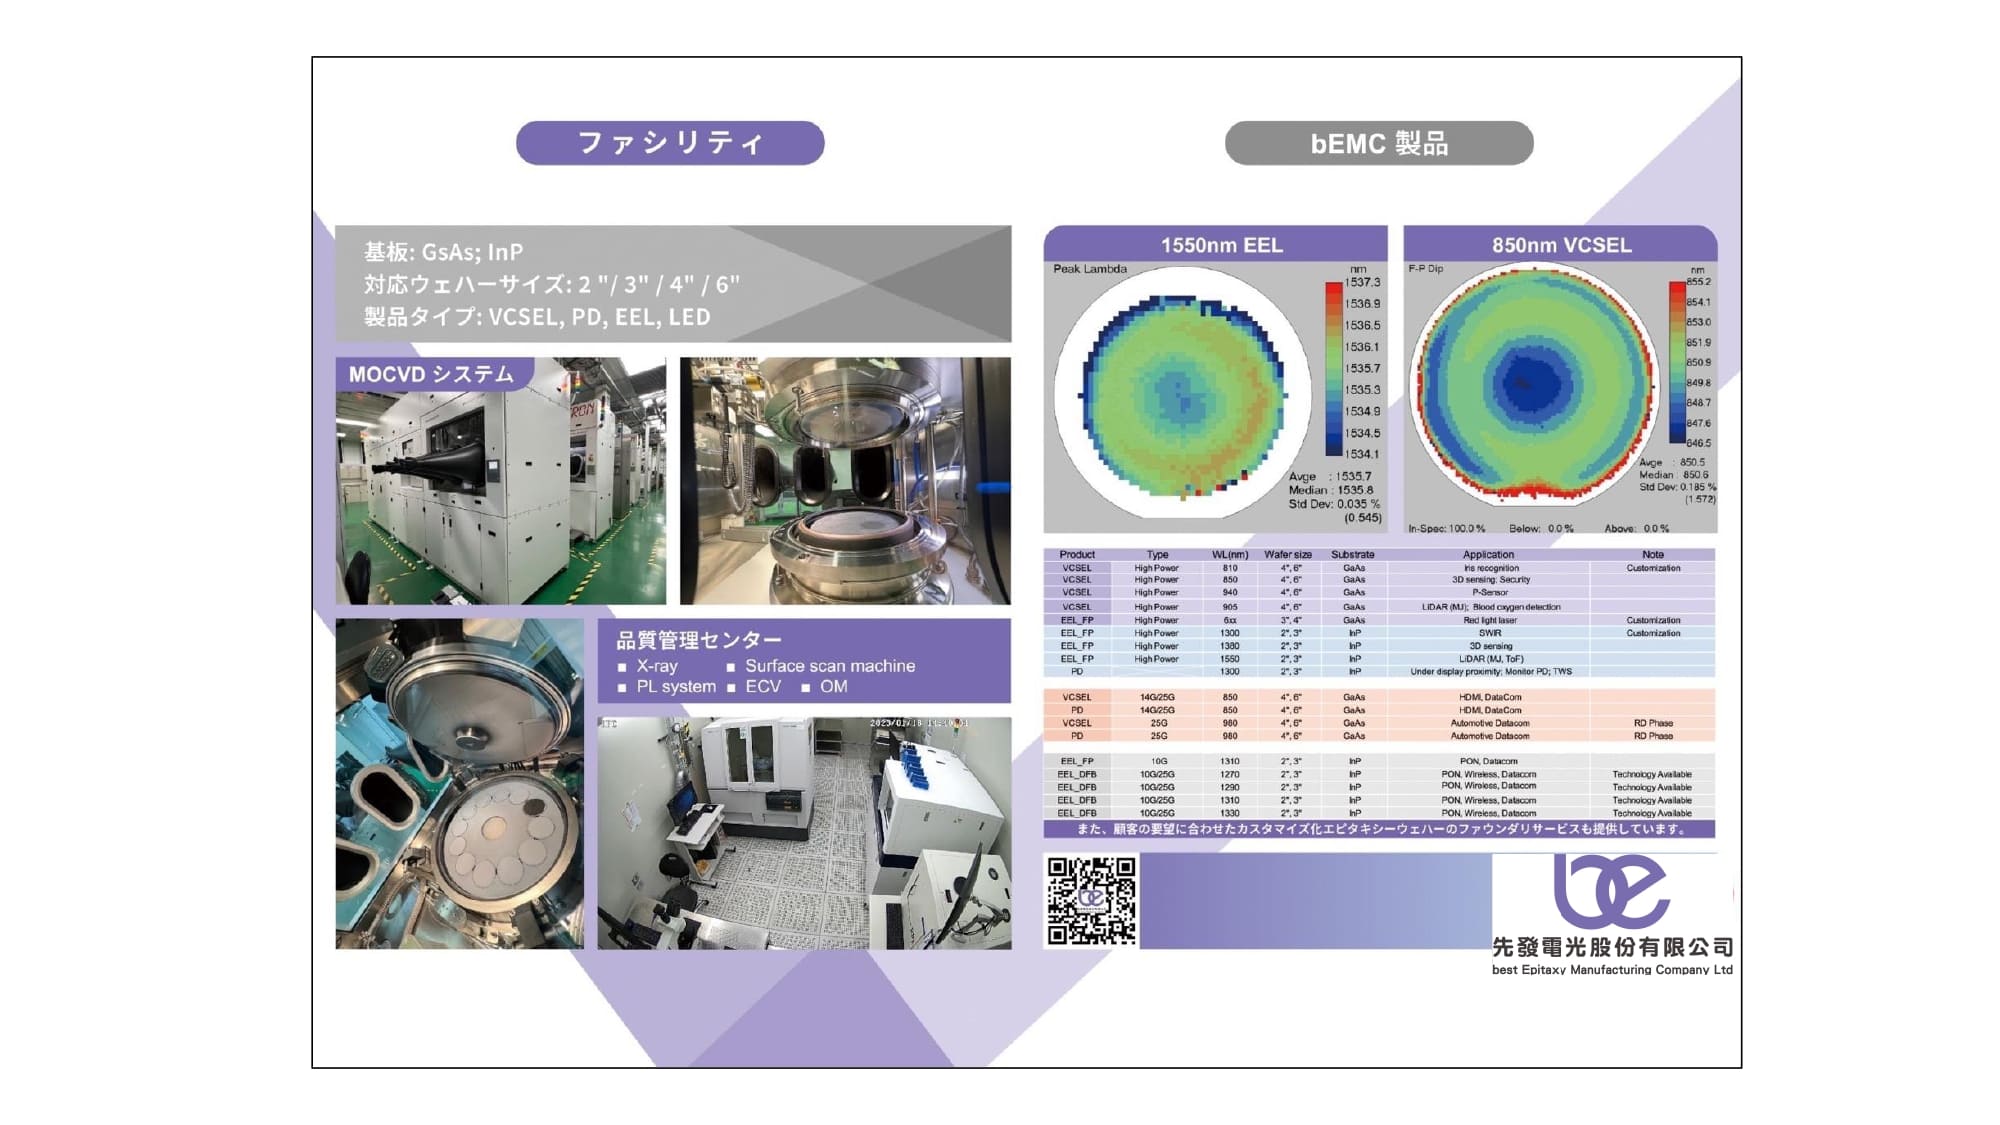 ファシリティ
基板: GsAs; InP
対応ウェハーサイズ: 2 "/ 3" / 4" / 6"
製品タイプ: VCSEL, PD, EEL, LED
MOCVD システム
品質管理センター
■ X-ray ■ Surface scan machine
■ PL system ■ ECV ■ OM
bEMC 製品
1550nm EEL
Peak Lambda
nm
1537.3
1536.9
1536.5
1536.1
1535.7
1535.3
1534.9
1534.5
1534.1
Avge : 1535.7
Median : 1535.8
Std Dev: 0.035 %
(0.545)
850nm VCSEL
F-P Dip
nm
855.2
854.1
853.0
851.9
850.9
849.8
848.7
847.6
846.5
Avge : 850.5
Median : 850.6
Std Dev: 0.185 %
(1.572)
In-Spec: 100.0 % Below: 0.0 % Above: 0.0 %
Product Type WL(nm) Wafer size Substrate Application Note
VCSEL High Power 810 4", 6" GaAs Iris recognition Customization
VCSEL High Power 850 4", 6" GaAs 3D sensing; Security
VCSEL High Power 940 4", 6" GaAs P-Sensor
VCSEL High Power 905 4", 6" GaAs LiDAR (MJ); Blood oxygen detection
EEL_FP High Power 6xx 3", 4" GaAs Red light laser Customization
EEL_FP High Power 1300 2", 3" InP SWIR Customization
EEL_FP High Power 1380 2", 3" InP 3D sensing
EEL_FP High Power 1550 2", 3" InP LiDAR (MJ, ToF)
PD 1300 2", 3" InP Under display proximity; Monitor PD; TWS
VCSEL 14G/25G 850 4", 6" GaAs HDMI, DataCom
PD 14G/25G 850 4", 6" GaAs HDMI, DataCom
VCSEL 25G 980 4", 6" GaAs Automotive Datacom RD Phase
PD 25G 980 4", 6" GaAs Automotive Datacom RD Phase
EEL_FP 10G 1310 2", 3" InP PON, Datacom
EEL_DFB 10G/25G 1270 2", 3" InP PON, Wireless, Datacom Technology Available
EEL_DFB 10G/25G 1290 2", 3" InP PON, Wireless, Datacom Technology Available
EEL_DFB 10G/25G 1310 2", 3" InP PON, Wireless, Datacom Technology Available
EEL_DFB 10G/25G 1330 2", 3" InP PON, Wireless, Datacom Technology Available
また、顧客の要望に合わせたカスタマイズ化エピタキシーウェハーのファウンダリサービスも提供しています。
be
先發電光股份有限公司
best Epitaxy Manufacturing Company Ltd